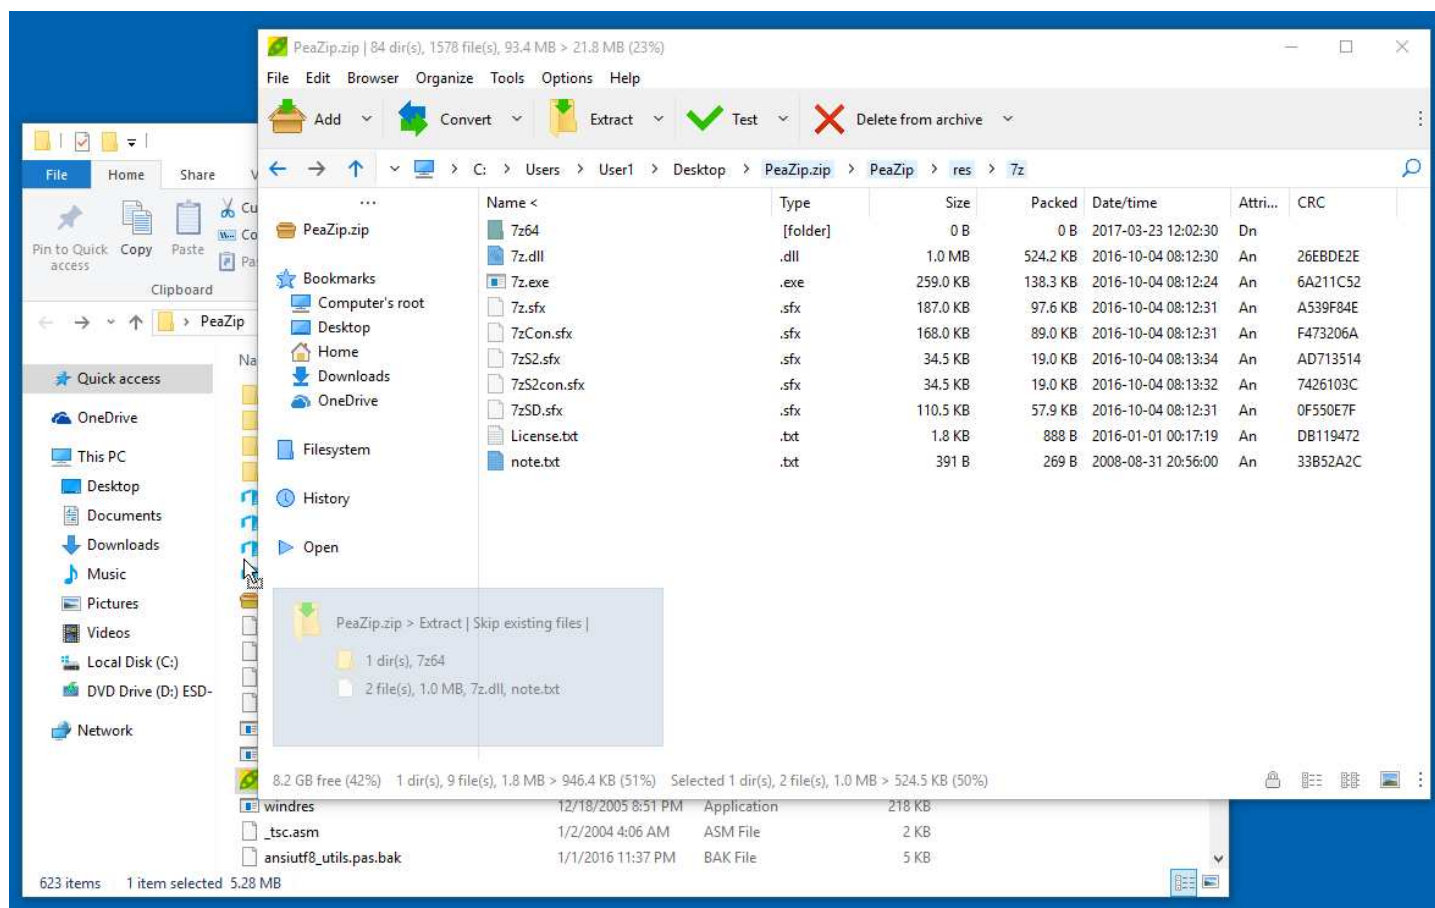 PeaZip.zip | 84 dir(s), 1578 file(s), 93.4 MB > 21.8 MB (23%)
File Edit Browser Organize Tools Options Help
Add Convert Extract Test Delete from archive
C: > Users > User1 > Desktop > PeaZip.zip > PeaZip > res > 7z
Name < Type Size Packed Date/time Attri... CRC
7z64 [folder] 0 B 0 B 2017-03-23 12:02:30 Dn
7z.dll .dll 1.0 MB 524.2 KB 2016-10-04 08:12:30 An 26EBDE2E
7z.exe .exe 259.0 KB 138.3 KB 2016-10-04 08:12:24 An 6A211C52
7z.sfx .sfx 187.0 KB 97.6 KB 2016-10-04 08:12:31 An A539F84E
7zCon.sfx .sfx 168.0 KB 89.0 KB 2016-10-04 08:12:31 An F473206A
7zS2.sfx .sfx 34.5 KB 19.0 KB 2016-10-04 08:13:34 An AD713514
7zS2con.sfx .sfx 34.5 KB 19.0 KB 2016-10-04 08:13:32 An 7426103C
7zSD.sfx .sfx 110.5 KB 57.9 KB 2016-10-04 08:12:31 An 0F550E7F
License.txt .txt 1.8 KB 888 B 2016-01-01 00:17:19 An DB119472
note.txt .txt 391 B 269 B 2008-08-31 20:56:00 An 33B52A2C
...
PeaZip.zip
Bookmarks
Computer's root
Desktop
Home
Downloads
OneDrive
Filesystem
History
Open
PeaZip.zip > Extract | Skip existing files |
1 dir(s), 7z64
2 file(s), 1.0 MB, 7z.dll, note.txt
8.2 GB free (42%) 1 dir(s), 9 file(s), 1.8 MB > 946.4 KB (51%) Selected 1 dir(s), 2 file(s), 1.0 MB > 524.5 KB (50%)
File Home Share
Pin to Quick access
Copy
Paste
Clipboard
> PeaZip
Quick access
OneDrive
This PC
Desktop
Documents
Downloads
Music
Pictures
Videos
Local Disk (C:)
DVD Drive (D:) ESD-
Network
windres 12/18/2005 8:51 PM Application 218 KB
_tsc.asm 1/2/2004 4:06 AM ASM File 2 KB
ansiutf8_utils.pas.bak 1/1/2016 11:37 PM BAK File 5 KB
623 items 1 item selected 5.28 MB